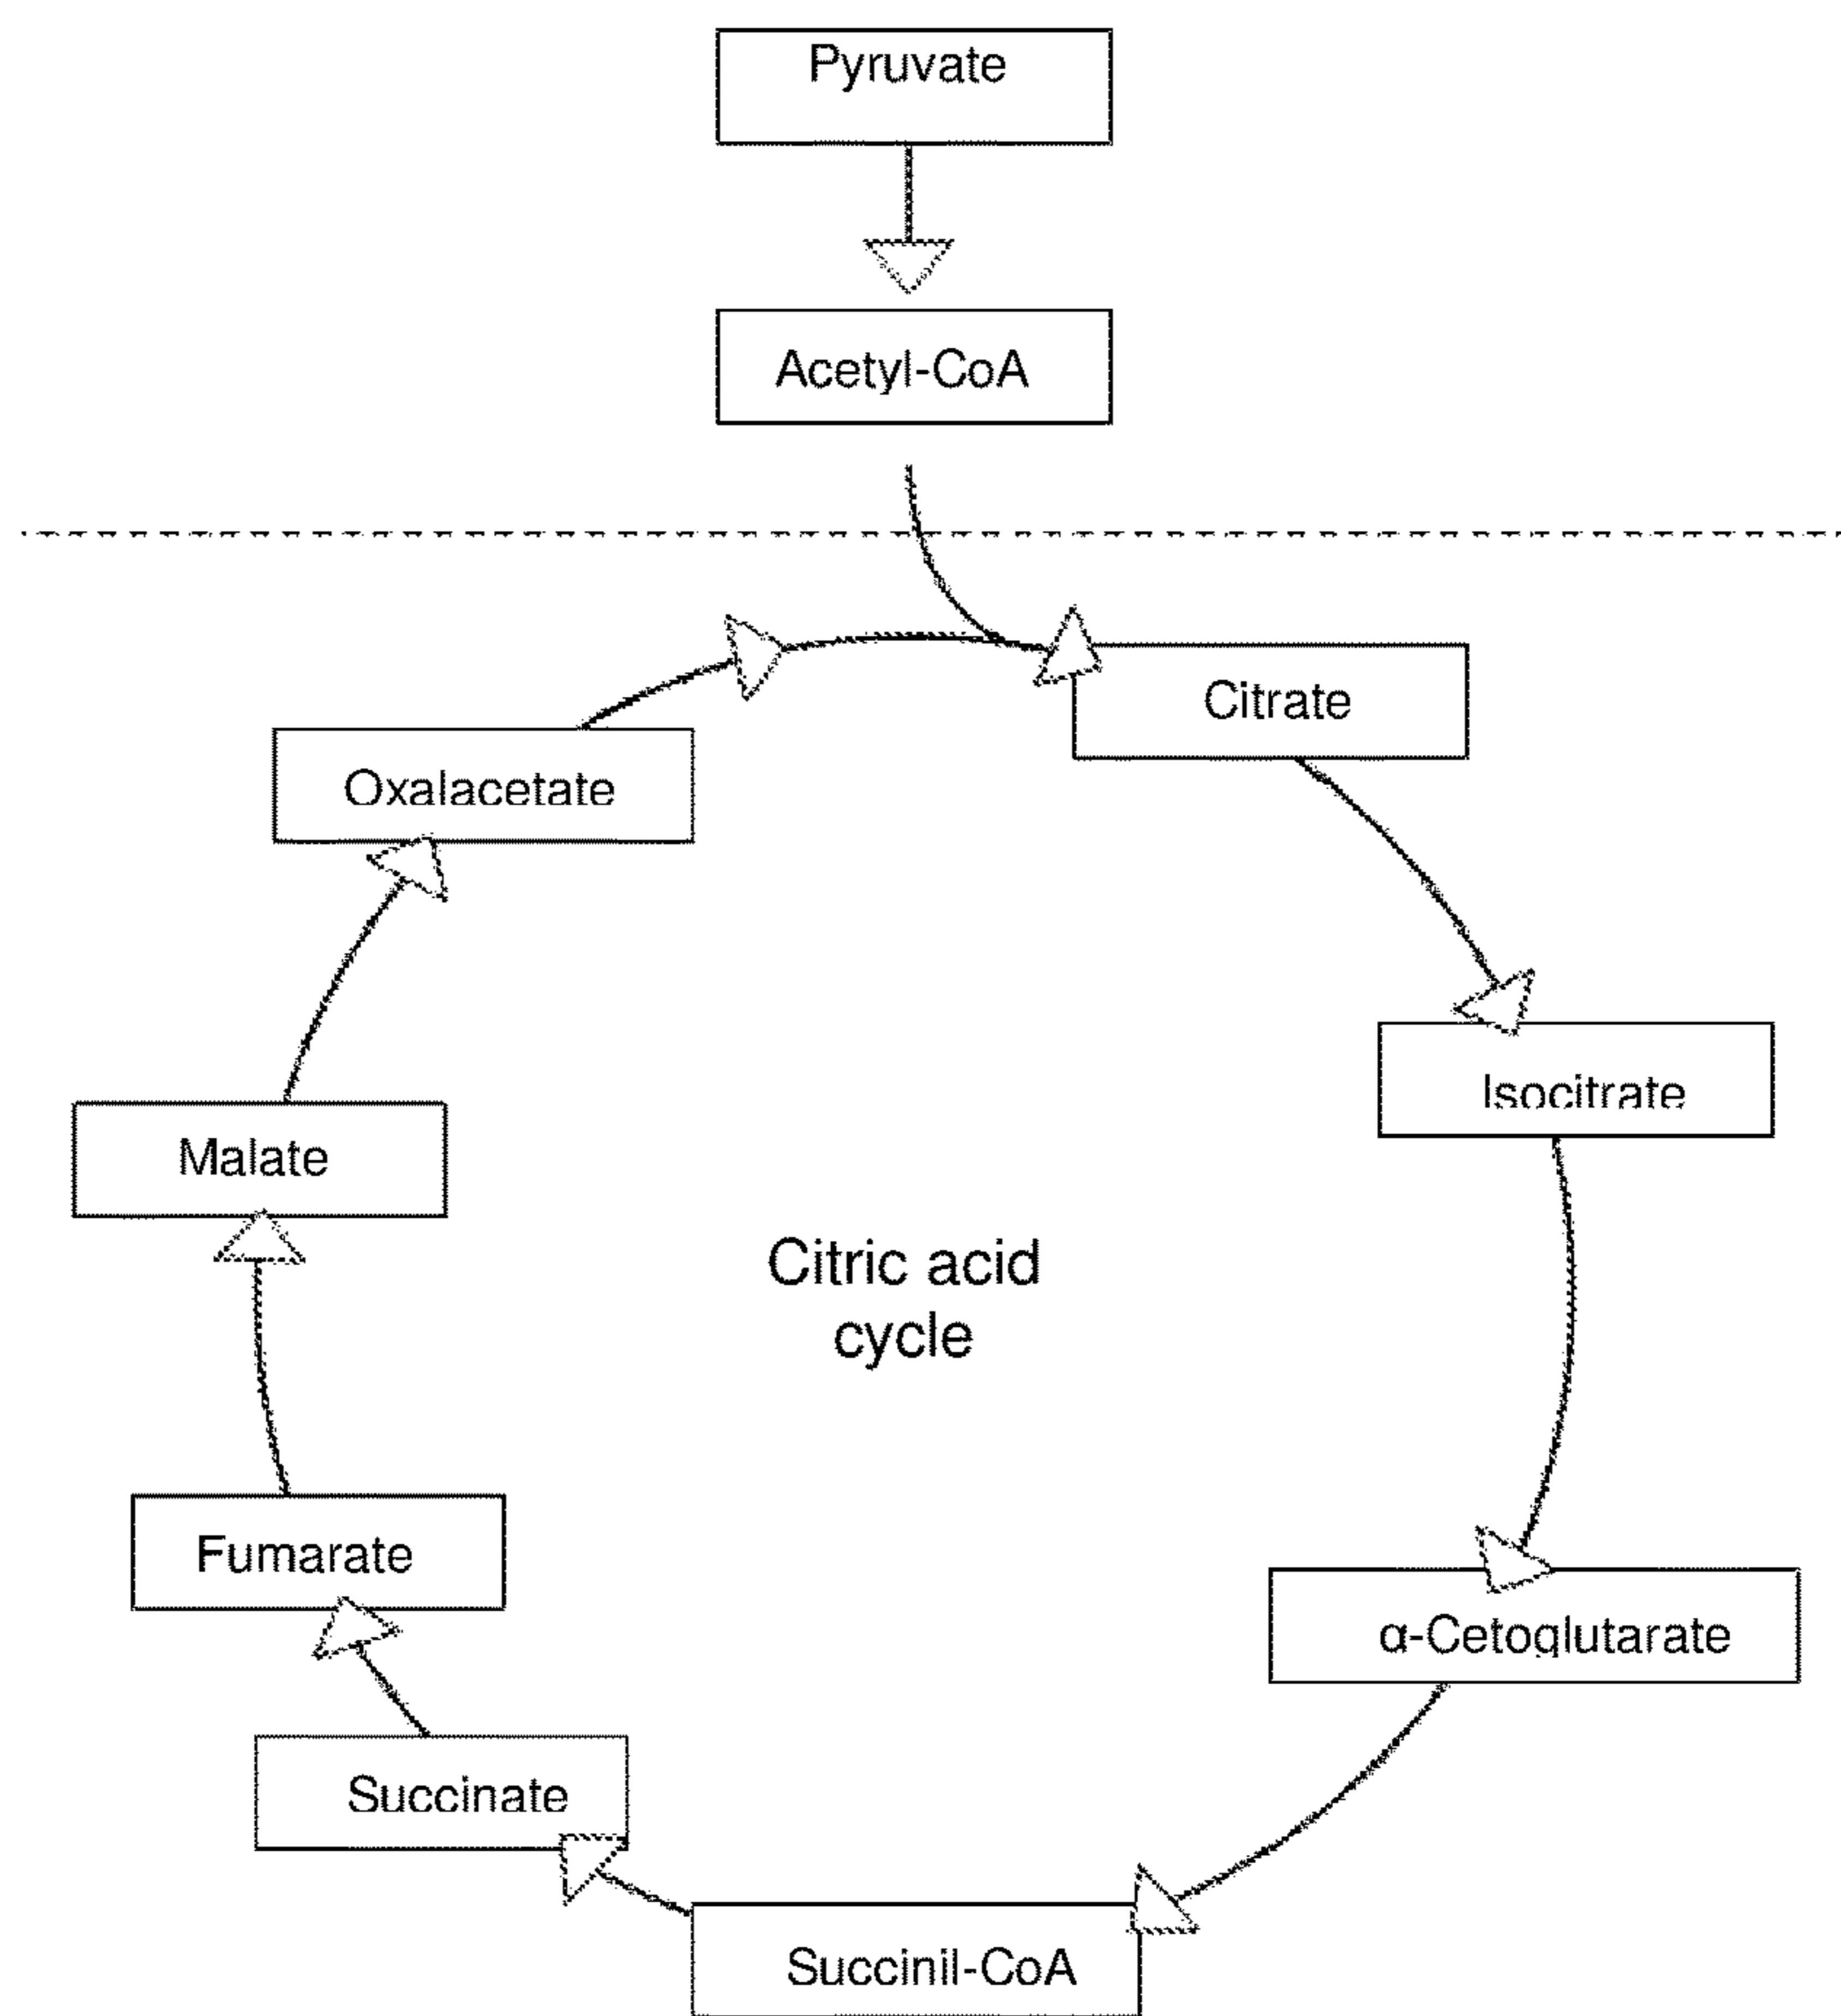 Pyruvate
Acetyl-CoA
Citrate
Oxalacetate
Isocitrate
Malate
Citric acid
cycle
Fumarate
α-Cetoglutarate
Succinate
Succinil-CoA